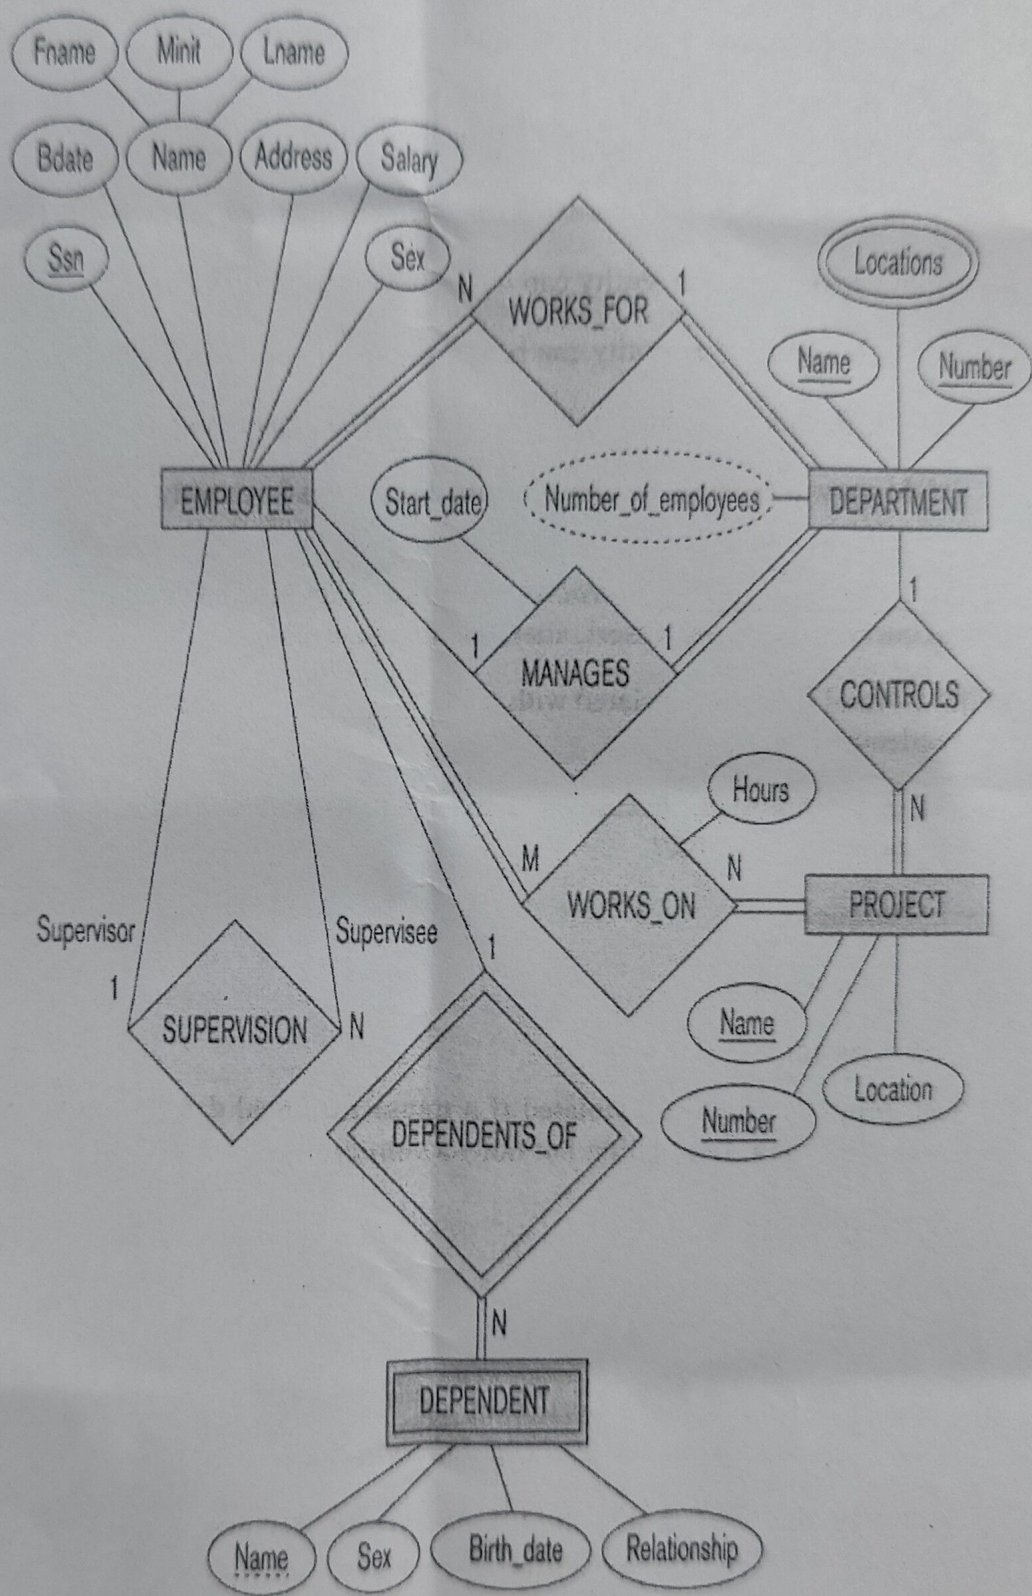 Fname Minit Lname
Bdate Name Address Salary
Ssn Sex
N WORKS_FOR 1
Locations
Name Number
EMPLOYEE
Start_date
Number_of_employees
DEPARTMENT
1 MANAGES 1
1
CONTROLS
N
Hours
M WORKS_ON N
PROJECT
Supervisor
1
Supervisee
N
SUPERVISION
1
Name
Number
Location
DEPENDENTS_OF
N
DEPENDENT
Name Sex Birth_date Relationship